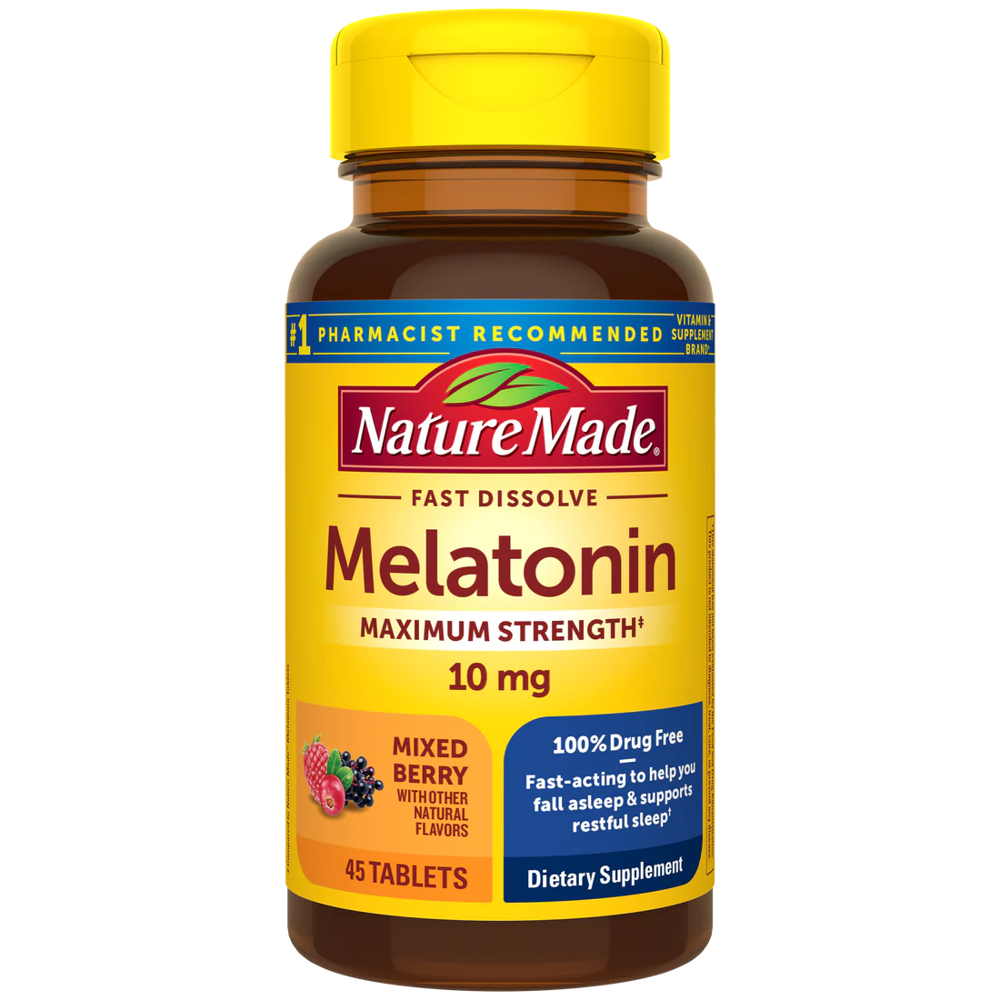 #1 PHARMACIST RECOMMENDED VITAMIN & SUPPLEMENT BRAND*
Nature Made®
FAST DISSOLVE
Melatonin
MAXIMUM STRENGTH‡
10 mg
MIXED
BERRY
WITH OTHER
NATURAL
FLAVORS
45 TABLETS
100% Drug Free
Fast-acting to help you
fall asleep & supports
restful sleep†
Dietary Supplement